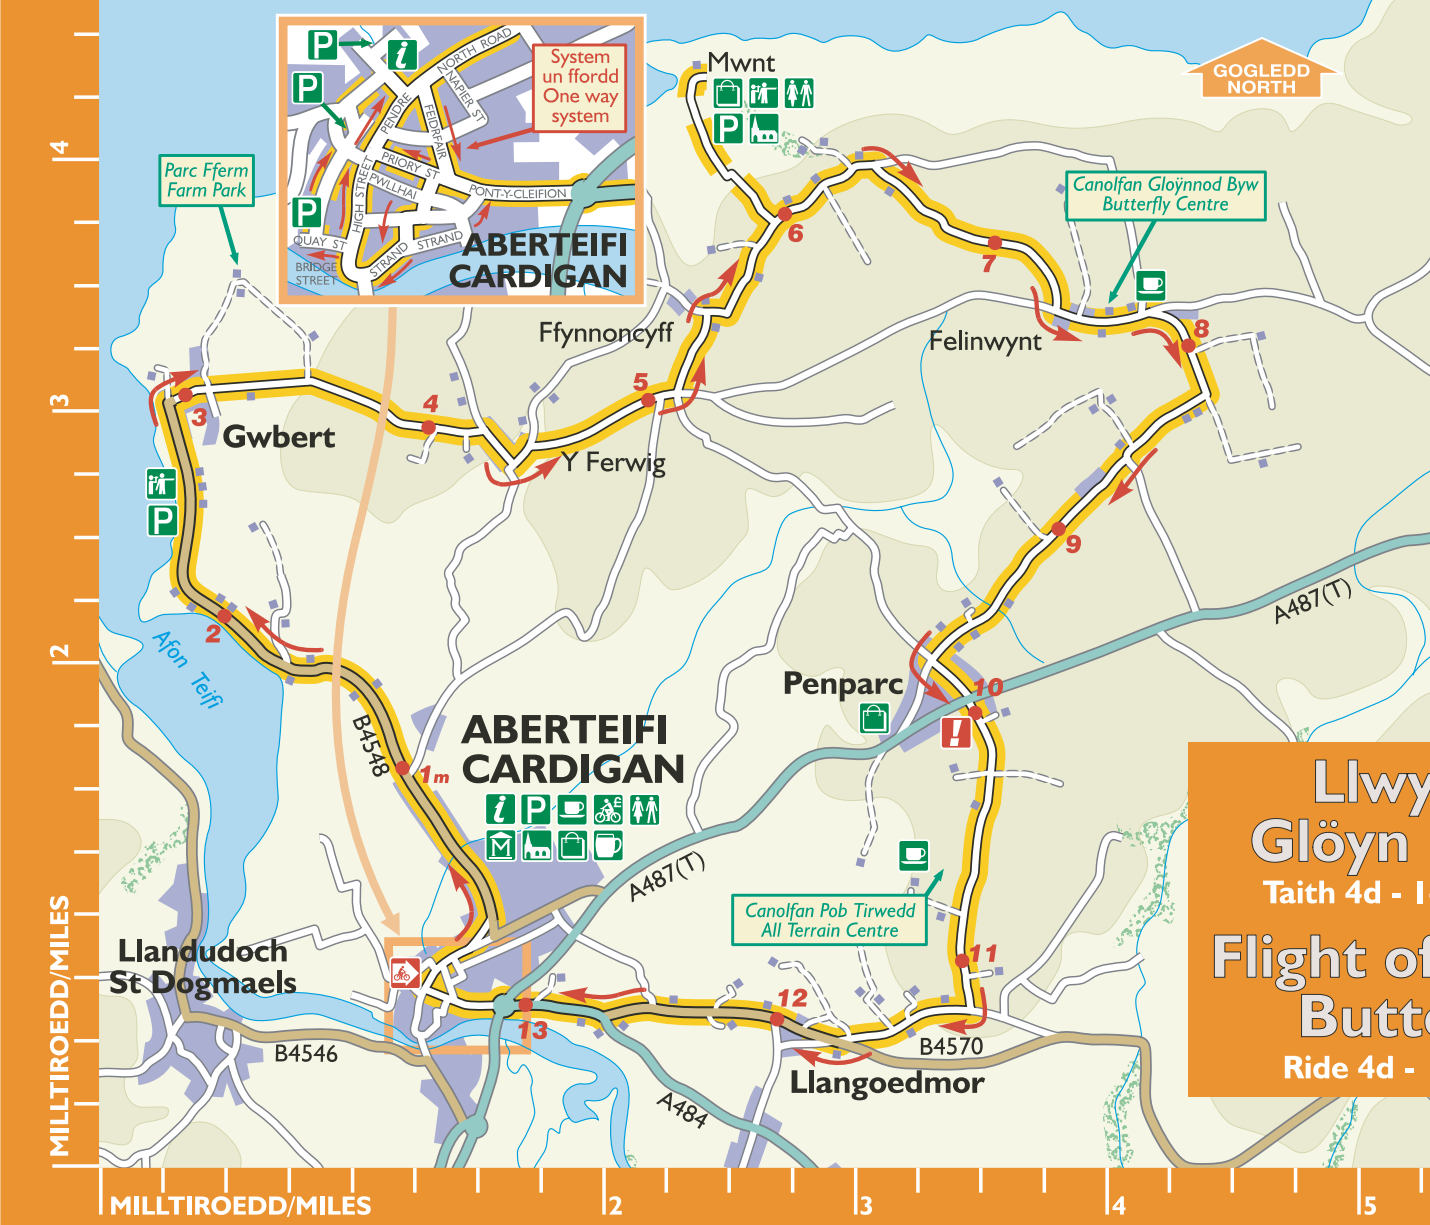 P
i
P
P
NORTH ROAD
NAPIER ST
PENDRE
FEIDRFAIR
PRIORY ST
PWLLHAI
HIGH STREET
PONT-Y-CLEIFION
QUAY ST
STRAND
STRAND
BRIDGE
STREET
System
un ffordd
One way
system
ABERTEIFI
CARDIGAN
Mwnt
P
GOGLEDD
NORTH
Parc Fferm
Farm Park
Canolfan Gloÿnnod Byw
Butterfly Centre
6
7
8
Ffynnoncyff
Felinwynt
5
4
3
Gwbert
Y Ferwig
P
9
2
Afon Teifi
A487(T)
Penparc
10
!
B4548
1m
ABERTEIFI
CARDIGAN
i
P
£
M
A487(T)
Canolfan Pob Tirwedd
All Terrain Centre
11
Llandudoch
St Dogmaels
12
13
B4546
B4570
Llangoedmor
A484
Llwy
Glöyn
Taith 4d - 1
Flight of
Butt
Ride 4d -
4
3
2
MILLTIROEDD/MILES
MILLTIROEDD/MILES
2
3
4
5